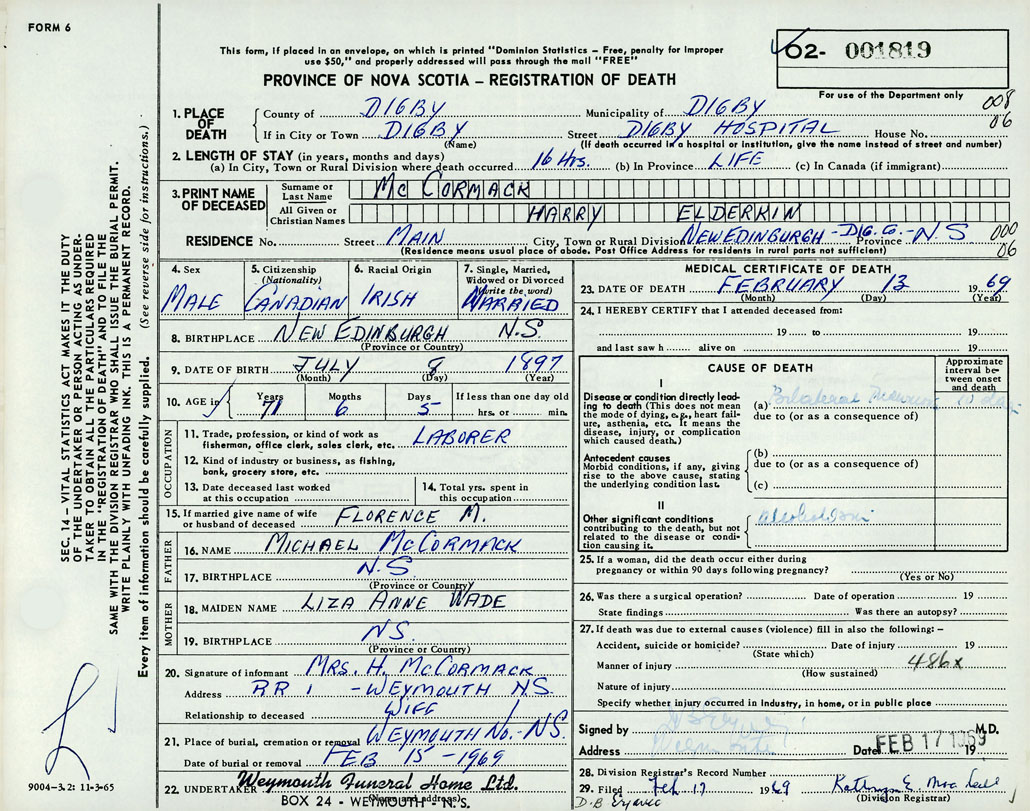 FORM 6
This form, if placed in an envelope, on which is printed "Dominion Statistics – Free, penalty for improper
use $50," and properly addressed will pass through the mail "FREE"
O2- 001819
PROVINCE OF NOVA SCOTIA – REGISTRATION OF DEATH
For use of the Department only
008
06
1. PLACE OF DEATH
County of DIGBY Municipality of DIGBY
If in City or Town DIGBY Street DIGBY HOSPITAL House No.
(Name) (If death occurred in a hospital or institution, give the name instead of street and number)
2. LENGTH OF STAY (in years, months and days)
(a) In City, Town or Rural Division where death occurred 16 Hrs. (b) In Province LIFE (c) In Canada (if immigrant)
3. PRINT NAME OF DECEASED
Surname or Last Name Mc CORMACK
All Given or Christian Names HARRY ELDERKIN
RESIDENCE No. Street MAIN City, Town or Rural Division NEW EDINBURGH - DIG. CO. - Province N S
000
06
(Residence means usual place of abode. Post Office Address for residents in rural parts not sufficient)
4. Sex MALE
5. Citizenship (Nationality) CANADIAN
6. Racial Origin IRISH
7. Single, Married, Widowed or Divorced (write the word) MARRIED
8. BIRTHPLACE NEW EDINBURGH N.S.
(Province or Country)
9. DATE OF BIRTH JULY 8 1897
(Month) (Day) (Year)
10. AGE in Years 71 Months 6 Days 5 If less than one day old hrs. or min.
OCCUPATION
11. Trade, profession, or kind of work as fisherman, office clerk, sales clerk, etc. LABORER
12. Kind of industry or business, as fishing, bank, grocery store, etc.
13. Date deceased last worked at this occupation
14. Total yrs. spent in this occupation
15. If married give name of wife or husband of deceased FLORENCE M.
FATHER
16. NAME MICHAEL McCORMACK
17. BIRTHPLACE N.S.
(Province or Country)
MOTHER
18. MAIDEN NAME LIZA ANNE WADE
19. BIRTHPLACE NS.
(Province or Country)
20. Signature of informant MRS. H. McCORMACK
Address RR 1 - WEYMOUTH NS.
Relationship to deceased WIFE
21. Place of burial, cremation or removal WEYMOUTH NO. - NS.
Date of burial or removal FEB 15 - 1969
22. UNDERTAKER Weymouth Funeral Home Ltd.
(Name and address)
BOX 24 - WEYMOUTH, N.S.
MEDICAL CERTIFICATE OF DEATH
23. DATE OF DEATH FEBRUARY 13 1969
(Month) (Day) (Year)
24. I HEREBY CERTIFY that I attended deceased from:
19 to 19
and last saw h alive on 19
CAUSE OF DEATH
Approximate interval between onset and death
I
Disease or condition directly leading to death (This does not mean the mode of dying, e.g., heart failure, asthenia, etc. It means the disease, injury, or complication which caused death.)
(a) Bilateral 10
due to (or as a consequence of)
Antecedent causes
Morbid conditions, if any, giving rise to the above cause, stating the underlying condition last.
(b)
due to (or as a consequence of)
(c)
II
Other significant conditions contributing to the death, but not related to the disease or condition causing it.
alcoholism
25. If a woman, did the death occur either during pregnancy or within 90 days following pregnancy?
(Yes or No)
26. Was there a surgical operation? Date of operation 19
State findings Was there an autopsy?
27. If death was due to external causes (violence) fill in also the following: –
Accident, suicide or homicide? Date of injury 19
(State which)
Manner of injury 486x
(How sustained)
Nature of injury
Specify whether injury occurred in industry, in home, or in public place
Signed by M.D.
Address Date FEB 17 1969 19
28. Division Registrar's Record Number
29. Filed Feb 17 1969 Kathryn E.
(Division Registrar)
SEC. 14 – VITAL STATISTICS ACT MAKES IT THE DUTY
OF THE UNDERTAKER OR PERSON ACTING AS UNDER-
TAKER TO OBTAIN ALL THE PARTICULARS REQUIRED
IN THE "REGISTRATION OF DEATH" AND TO FILE THE
SAME WITH THE DIVISION REGISTRAR WHO SHALL ISSUE THE BURIAL PERMIT.
WRITE PLAINLY WITH UNFADING INK. THIS IS A PERMANENT RECORD.
Every item of information should be carefully supplied. (See reverse side for instructions.)
9004-3.2: 11-3-65